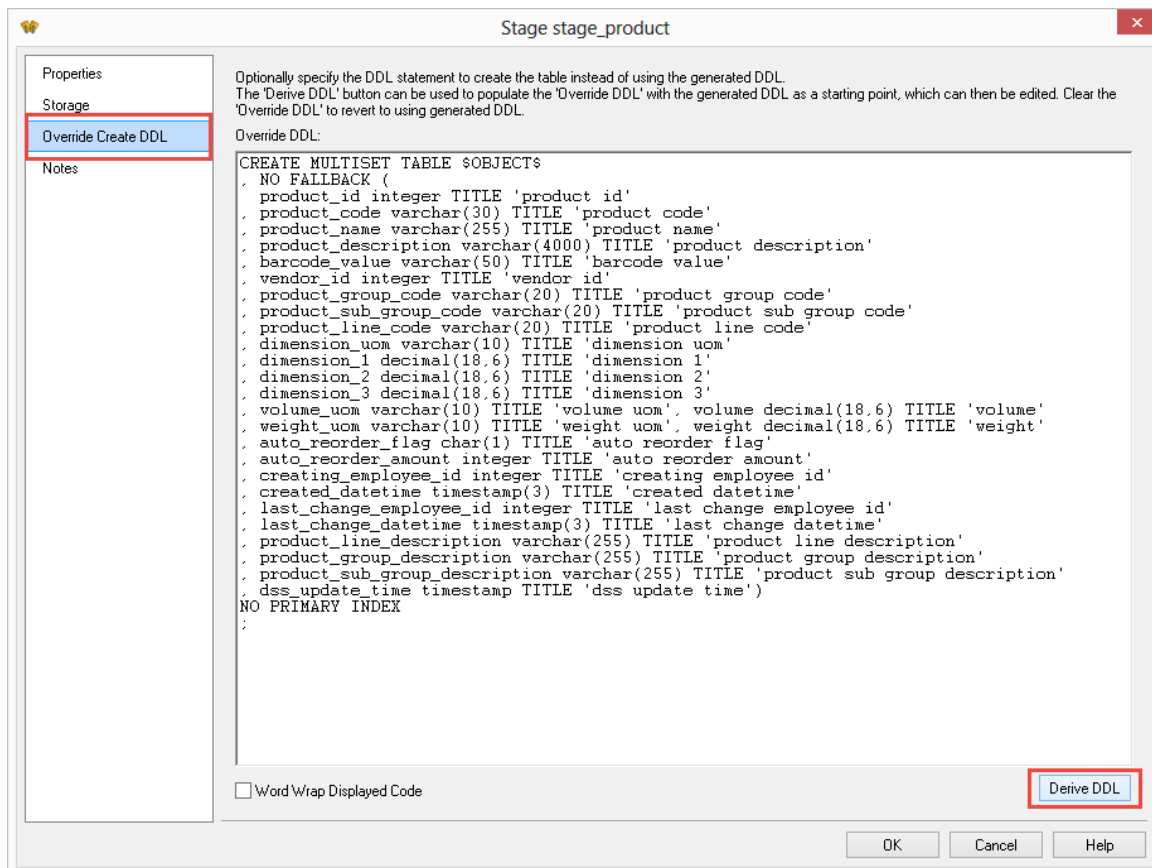 Stage stage_product
Properties
Storage
Override Create DDL
Notes
Optionally specify the DDL statement to create the table instead of using the generated DDL.
The 'Derive DDL' button can be used to populate the 'Override DDL' with the generated DDL as a starting point, which can then be edited. Clear the
'Override DDL' to revert to using generated DDL.
Override DDL:
CREATE MULTISET TABLE $OBJECT$
, NO FALLBACK (
product_id integer TITLE 'product id'
, product_code varchar(30) TITLE 'product code'
, product_name varchar(255) TITLE 'product name'
, product_description varchar(4000) TITLE 'product description'
, barcode_value varchar(50) TITLE 'barcode value'
, vendor_id integer TITLE 'vendor id'
, product_group_code varchar(20) TITLE 'product group code'
, product_sub_group_code varchar(20) TITLE 'product sub group code'
, product_line_code varchar(20) TITLE 'product line code'
, dimension_uom varchar(10) TITLE 'dimension uom'
, dimension_1 decimal(18,6) TITLE 'dimension 1'
, dimension_2 decimal(18,6) TITLE 'dimension 2'
, dimension_3 decimal(18,6) TITLE 'dimension 3'
, volume_uom varchar(10) TITLE 'volume uom', volume decimal(18,6) TITLE 'volume'
, weight_uom varchar(10) TITLE 'weight uom', weight decimal(18,6) TITLE 'weight'
, auto_reorder_flag char(1) TITLE 'auto reorder flag'
, auto_reorder_amount integer TITLE 'auto reorder amount'
, creating_employee_id integer TITLE 'creating employee id'
, created_datetime timestamp(3) TITLE 'created datetime'
, last_change_employee_id integer TITLE 'last change employee id'
, last_change_datetime timestamp(3) TITLE 'last change datetime'
, product_line_description varchar(255) TITLE 'product line description'
, product_group_description varchar(255) TITLE 'product group description'
, product_sub_group_description varchar(255) TITLE 'product sub group description'
, dss_update_time timestamp TITLE 'dss update time')
NO PRIMARY INDEX
;
Word Wrap Displayed Code
Derive DDL
OK
Cancel
Help